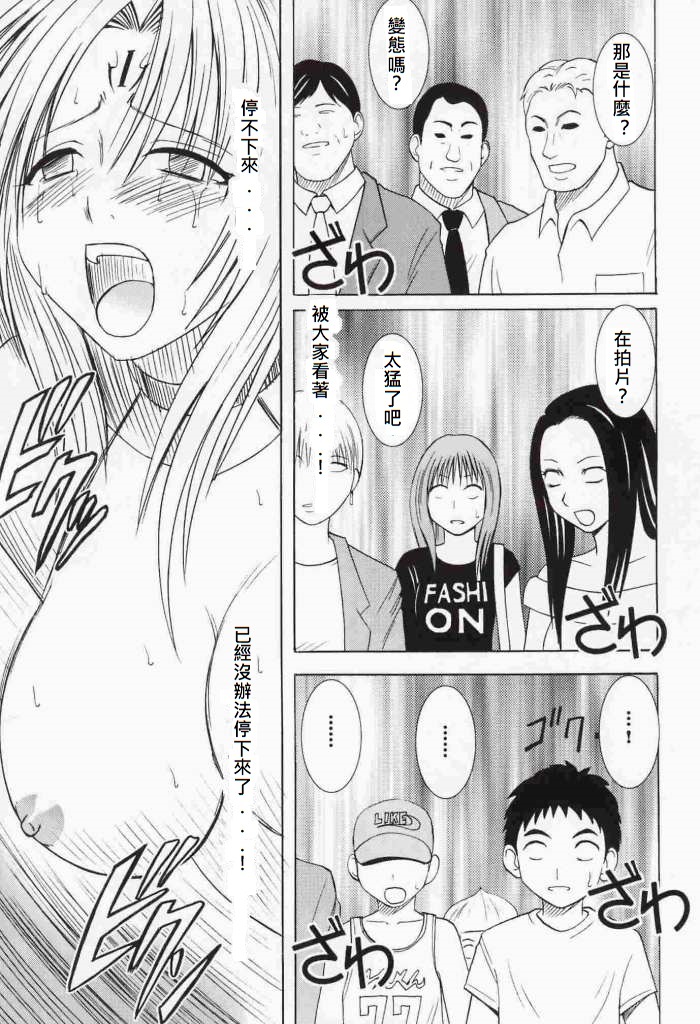 那是什麼？
變態嗎？
ざわ
在拍片？
太猛了吧
被大家看著...！
FASHI
ON
ざわ
…！
ゴク…
……
……
LIKE
77
ざわ
ざわ
停不下來...
ビクッ
已經沒辦法停下來了...！
ビクン